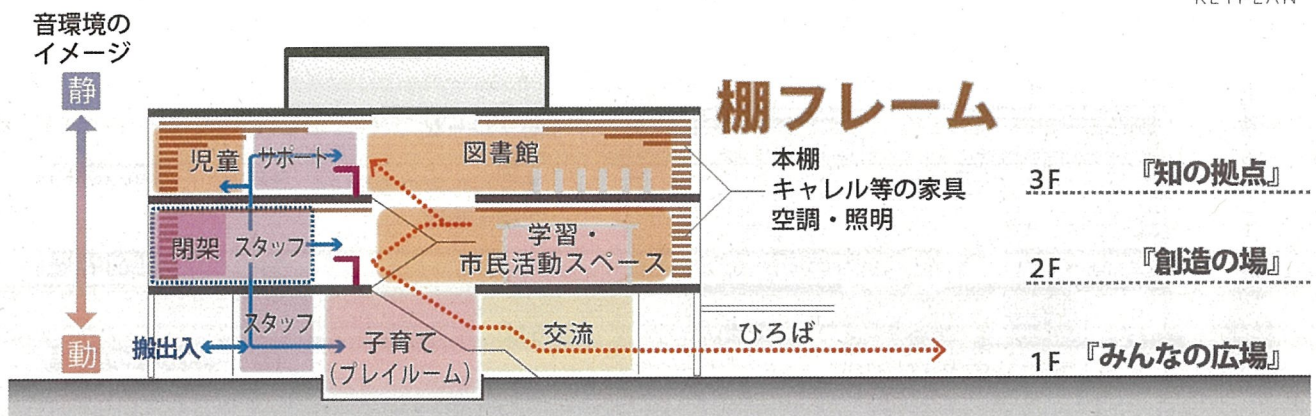 KEYPLAN
音環境の
イメージ
静
動
棚フレーム
児童
サポート
図書館
本棚
キャレル等の家具
空調・照明
3F 『知の拠点』
閉架
スタッフ
学習・
市民活動スペース
2F 『創造の場』
スタッフ
搬出入
子育て
(プレイルーム)
交流
ひろば
1F 『みんなの広場』